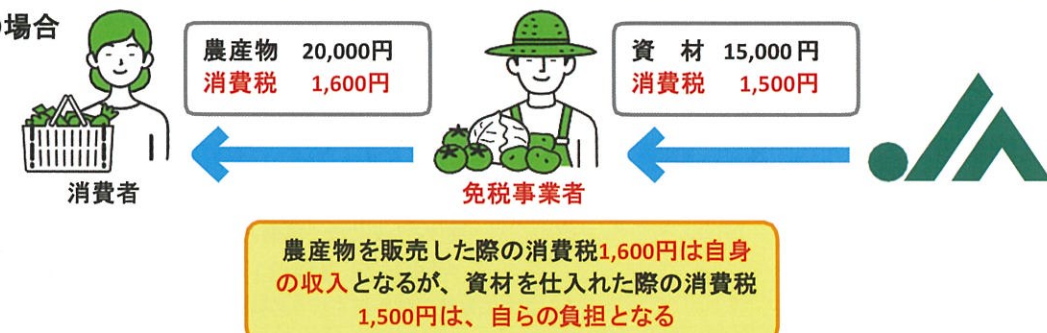 の場合
農産物 20,000円
消費税 1,600円
資 材 15,000円
消費税 1,500円
消費者
免税事業者
農産物を販売した際の消費税1,600円は自身
の収入となるが、資材を仕入れた際の消費税
1,500円は、自らの負担となる